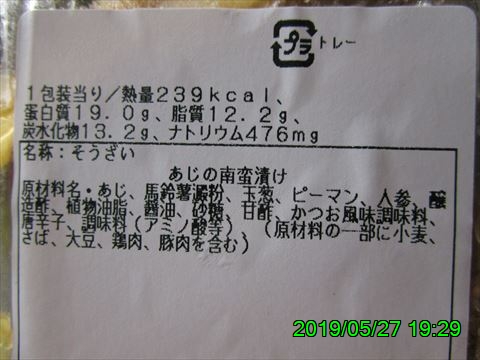 プラ トレー
1包装当り／熱量239kcal、
蛋白質19.0g、脂質12.2g、
炭水化物13.2g、ナトリウム476mg
名称：そうざい
あじの南蛮漬け
原材料名・あじ、馬鈴薯澱粉、玉葱、ピーマン、人参、醸
造酢、植物油脂、醤油、砂糖、甘酢、かつお風味調味料、
唐辛子、調味料（アミノ酸等）、（原材料の一部に小麦、
さば、大豆、鶏肉、豚肉を含む）
2019/05/27 19:29